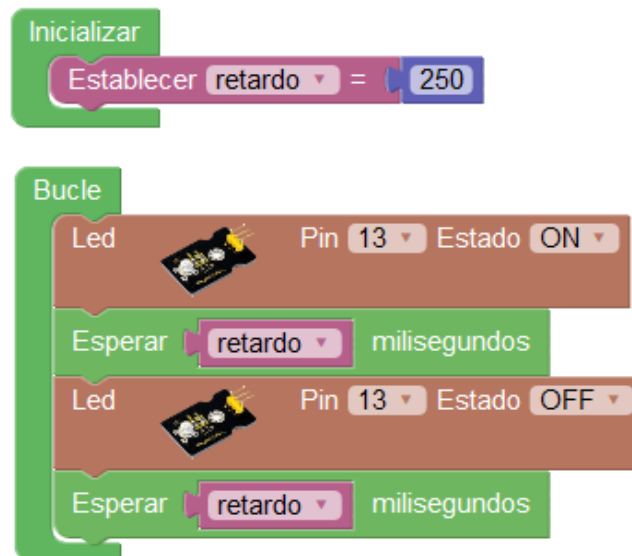 Inicializar
Establecer retardo = 250
Bucle
Led Pin 13 Estado ON
Esperar retardo milisegundos
Led Pin 13 Estado OFF
Esperar retardo milisegundos